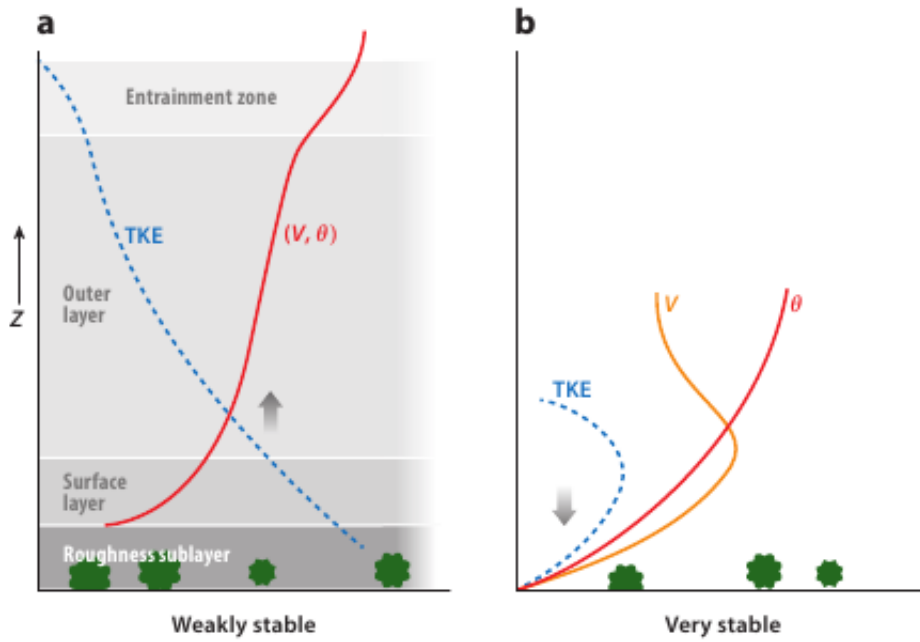 a
Entrainment zone
TKE
(V, θ)
Outer
layer
Z
Surface
layer
Roughness sublayer
Weakly stable
b
V
θ
TKE
Very stable